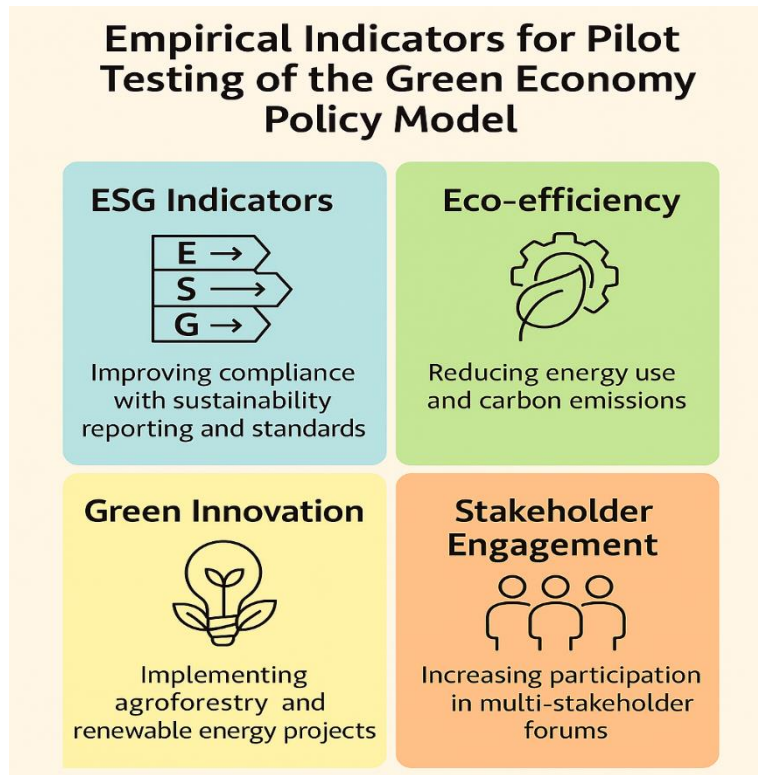 Empirical Indicators for Pilot
Testing of the Green Economy
Policy Model
ESG Indicators
E →
S →
G →
Improving compliance
with sustainability
reporting and standards
Eco-efficiency
Reducing energy use
and carbon emissions
Green Innovation
Implementing
agroforestry and
renewable energy projects
Stakeholder
Engagement
Increasing participation
in multi-stakeholder
forums